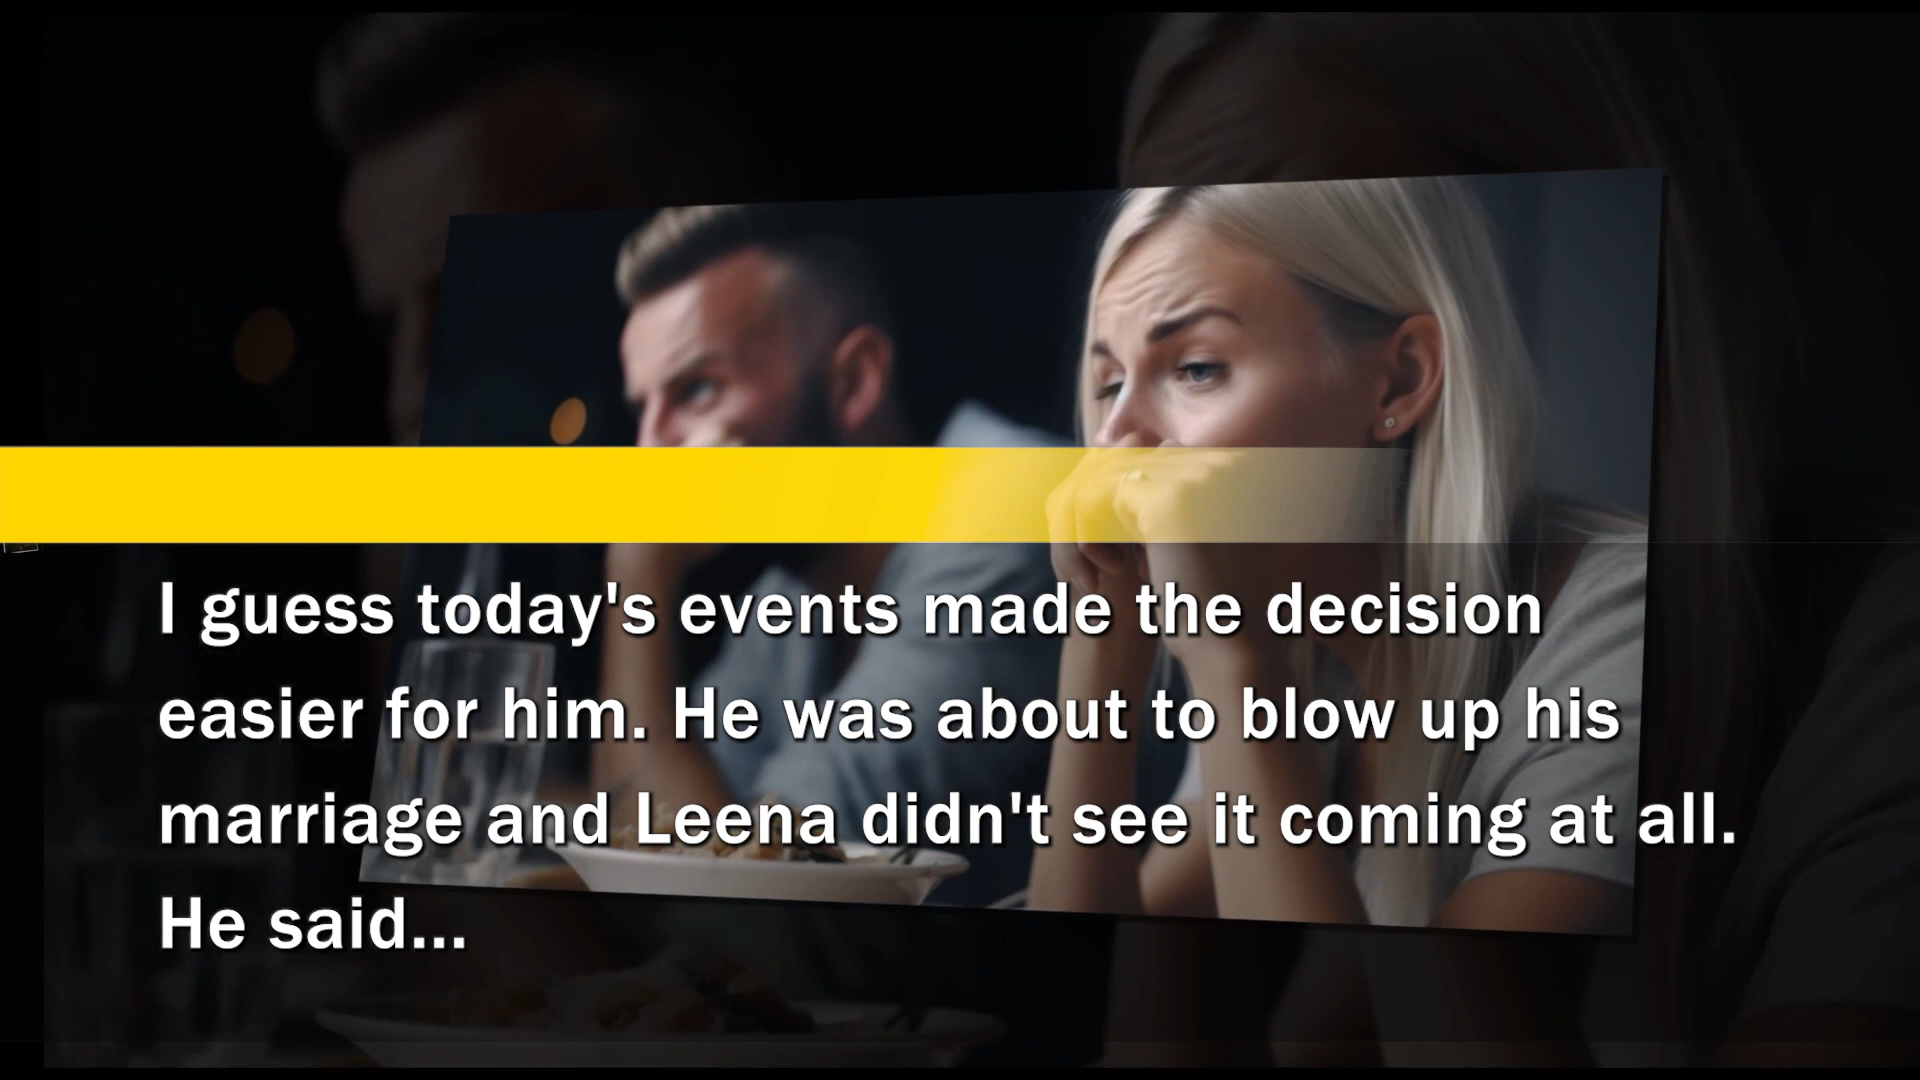 I guess today's events made the decision
easier for him. He was about to blow up his
marriage and Leena didn't see it coming at all.
He said...